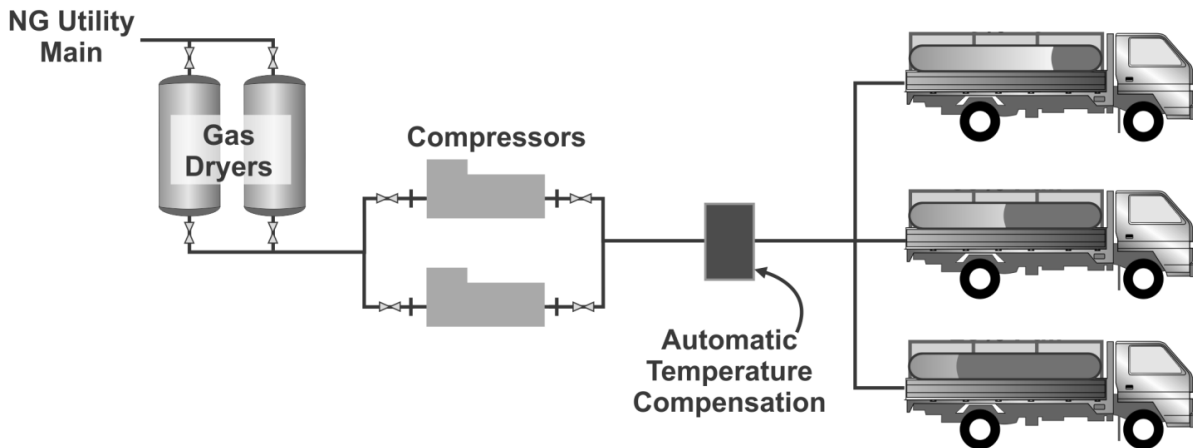 NG Utility
Main
Gas
Dryers
Compressors
Automatic
Temperature
Compensation